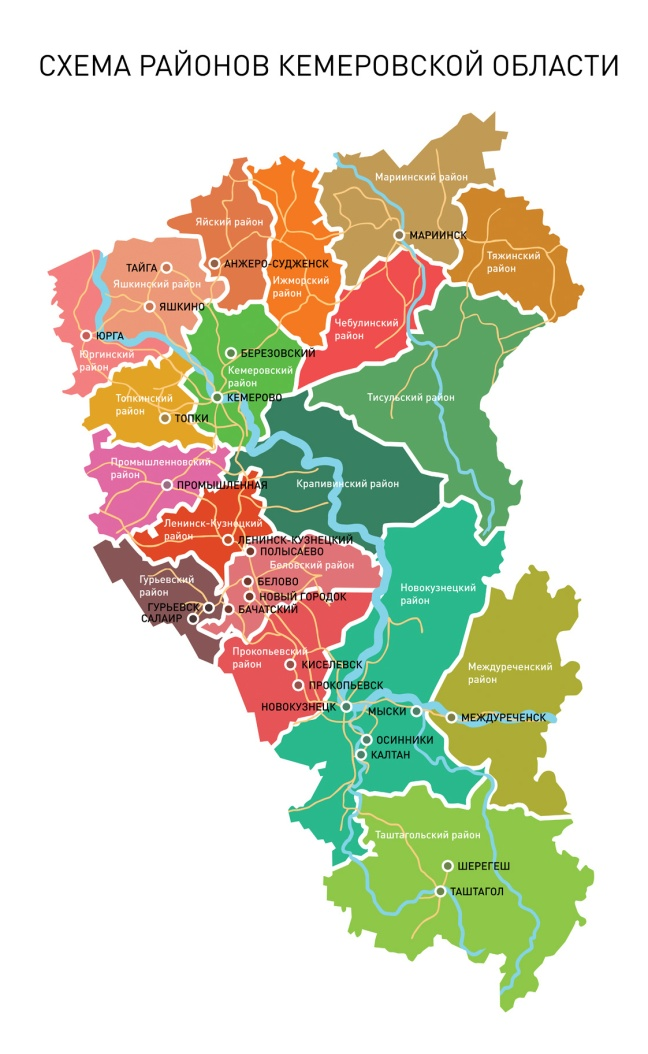 СХЕМА РАЙОНОВ КЕМЕРОВСКОЙ ОБЛАСТИ
Мариинский район
Яйский район
МАРИИНСК
Тяжинский
район
АНЖЕРО-СУДЖЕНСК
ТАЙГА
Яшкинский район
Ижморский
район
ЯШКИНО
Чебулинский
район
ЮРГА
Юргинский
район
БЕРЕЗОВСКИЙ
Кемеровский
район
КЕМЕРОВО
Тисульский район
Топкинский
район
ТОПКИ
Промышленновский
район
ПРОМЫШЛЕННАЯ
Крапивинский район
Ленинск-Кузнецкий
район
ЛЕНИНСК-КУЗНЕЦКИЙ
ПОЛЫСАЕВО
Беловский район
Гурьевский
район
БЕЛОВО
Новокузнецкий
район
НОВЫЙ ГОРОДОК
ГУРЬЕВСК
БАЧАТСКИЙ
САЛАИР
Прокопьевский
район
КИСЕЛЕВСК
Междуреченский
район
ПРОКОПЬЕВСК
НОВОКУЗНЕЦК
МЫСКИ
МЕЖДУРЕЧЕНСК
ОСИННИКИ
КАЛТАН
Таштагольский район
ШЕРЕГЕШ
ТАШТАГОЛ